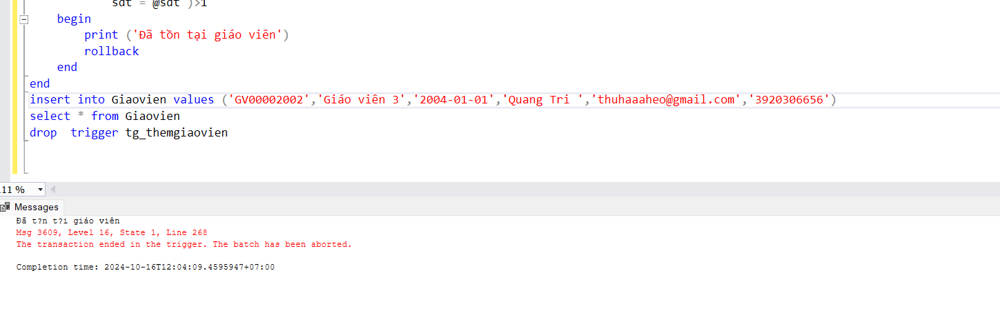 sdt = @sdt )>1
begin
print ('Đã tồn tại giáo viên')
rollback
end
end
insert into Giaovien values ('GV00002002','Giáo viên 3','2004-01-01','Quang Tri ','thuhaaaheo@gmail.com','3920306656')
select * from Giaovien
drop  trigger tg_themgiaovien
11 %
Messages
Đã t?n t?i giáo viên
Msg 3609, Level 16, State 1, Line 268
The transaction ended in the trigger. The batch has been aborted.
Completion time: 2024-10-16T12:04:09.4595947+07:00